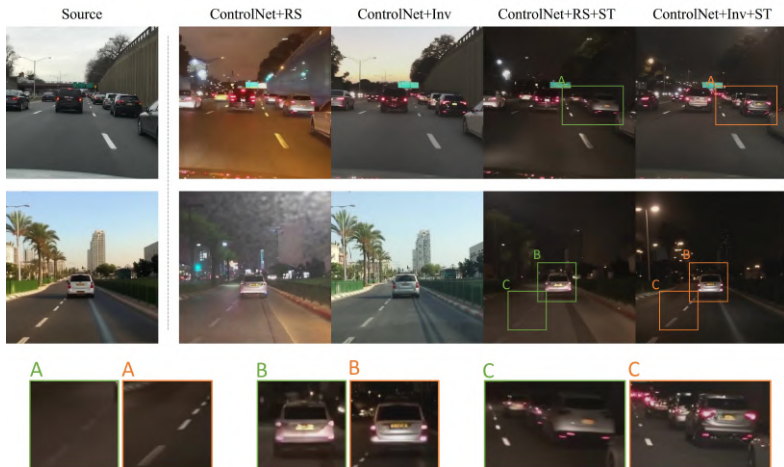 Source ControlNet+RS ControlNet+Inv ControlNet+RS+ST ControlNet+Inv+ST
A A
B B
C C
A A B B C C